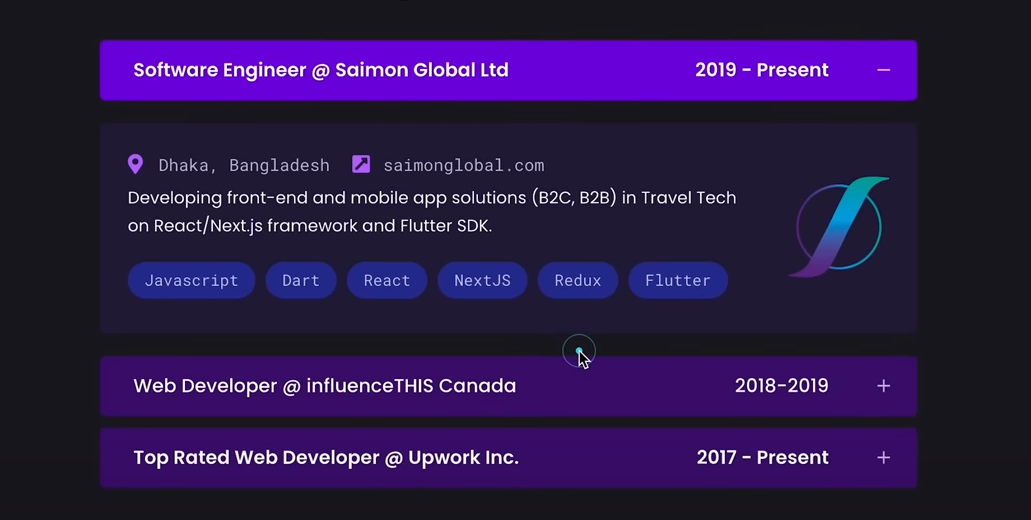 Software Engineer @ Saimon Global Ltd 2019 - Present
Dhaka, Bangladesh saimonglobal.com
Developing front-end and mobile app solutions (B2C, B2B) in Travel Tech
on React/Next.js framework and Flutter SDK.
Javascript Dart React NextJS Redux Flutter
Web Developer @ influenceTHIS Canada 2018-2019
Top Rated Web Developer @ Upwork Inc. 2017 - Present